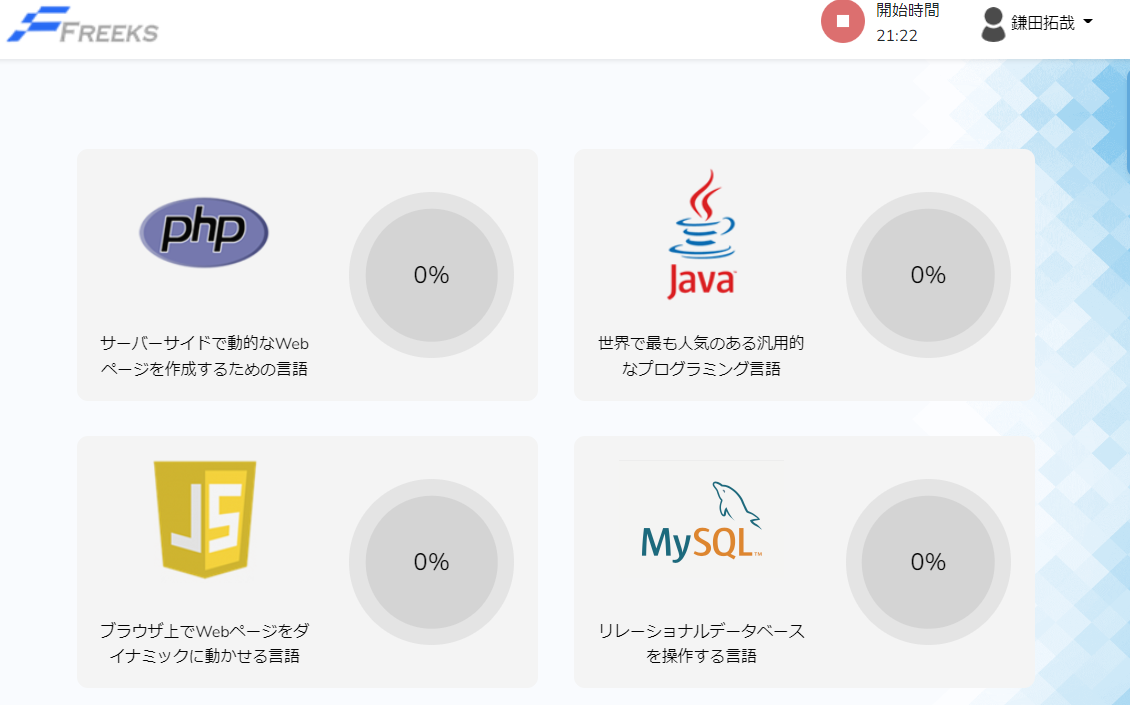 FREEKS
開始時間
21:22
鎌田拓哉
php
0%
サーバーサイドで動的なWeb
ページを作成するための言語
Java
0%
世界で最も人気のある汎用的
なプログラミング言語
JS
0%
ブラウザ上でWebページをダ
イナミックに動かせる言語
MySQL™
0%
リレーショナルデータベース
を操作する言語